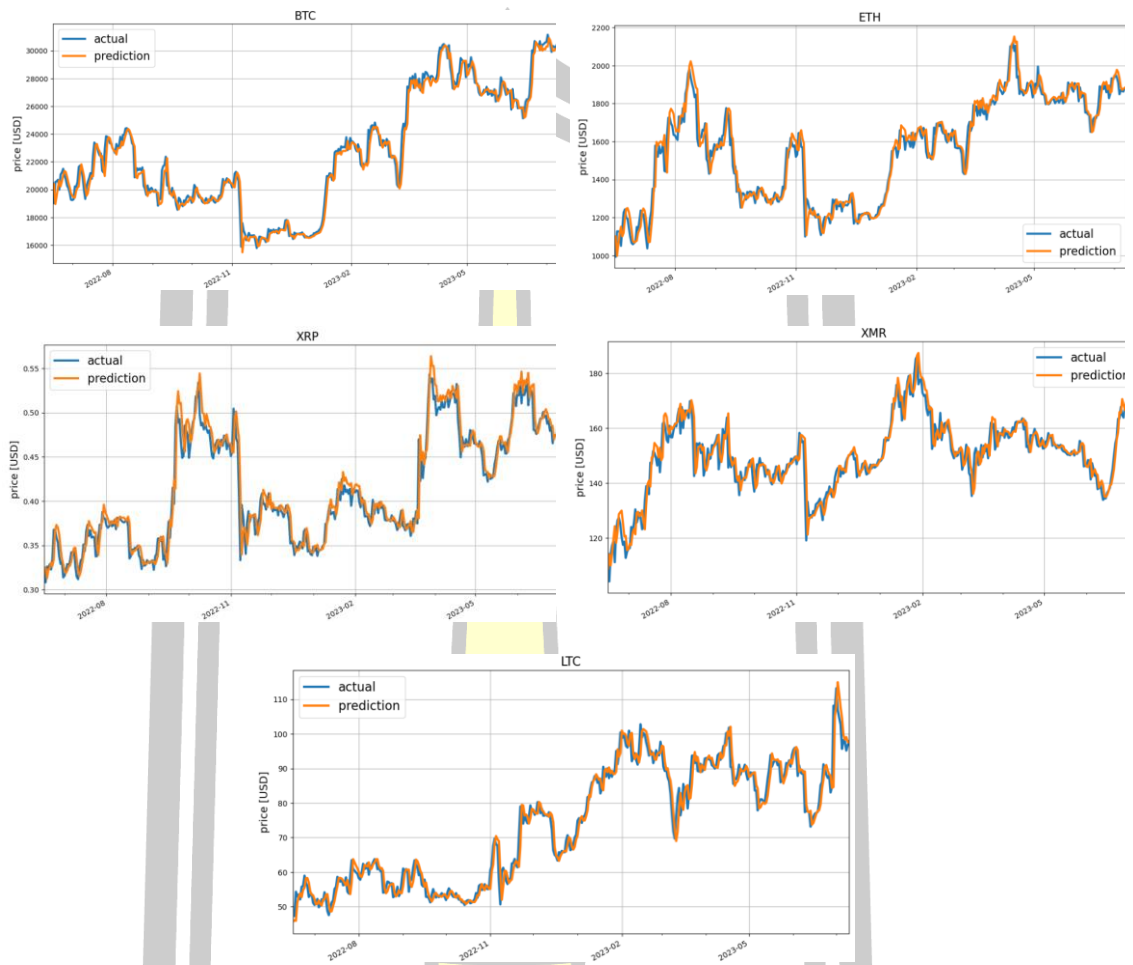 BTC
actual
prediction
price [USD]
30000
28000
26000
24000
22000
20000
18000
16000
2022-08
2022-11
2023-02
2023-05
ETH
2200
2000
1800
1600
1400
1200
1000
price [USD]
actual
prediction
2022-08
2022-11
2023-02
2023-05
XRP
actual
prediction
price [USD]
0.55
0.50
0.45
0.40
0.35
0.30
2022-08
2022-11
2023-02
2023-05
XMR
actual
prediction
price [USD]
180
160
140
120
2022-08
2022-11
2023-02
2023-05
LTC
actual
prediction
price [USD]
110
100
90
80
70
60
50
2022-08
2022-11
2023-02
2023-05